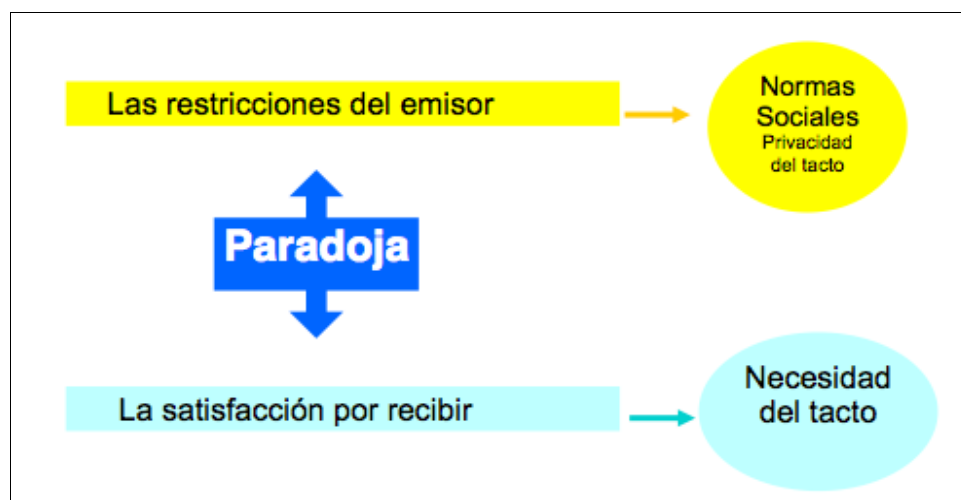 Las restricciones del emisor
Normas
Sociales
Privacidad
del tacto
Paradoja
La satisfacción por recibir
Necesidad
del tacto